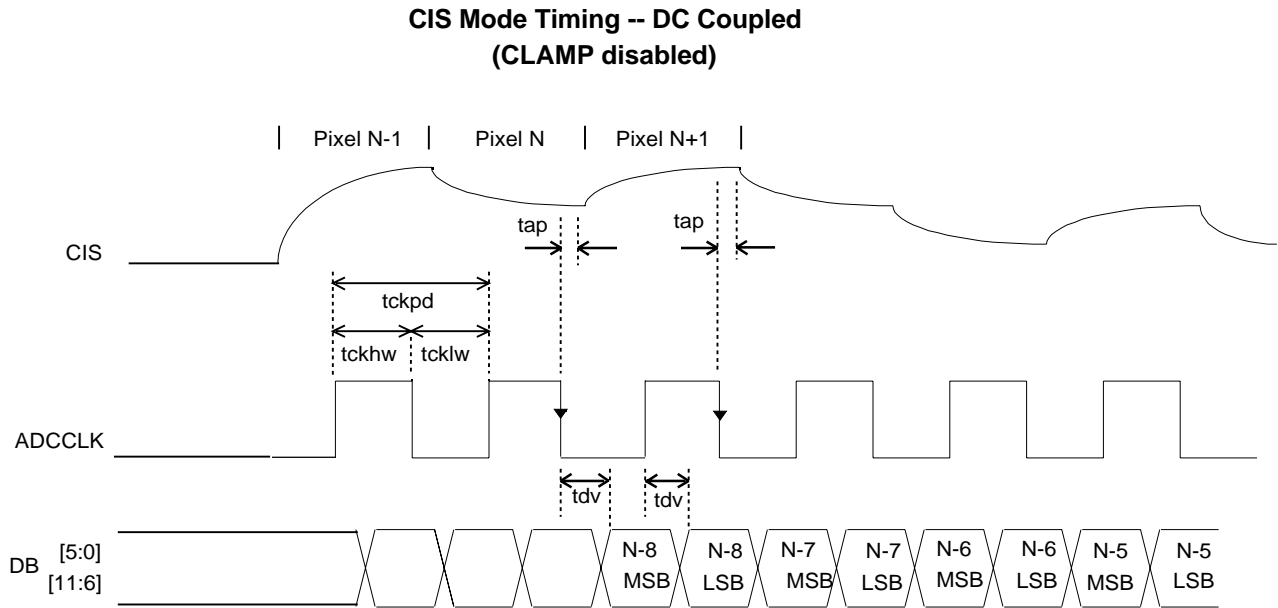 CIS Mode Timing -- DC Coupled
(CLAMP disabled)
| Pixel N-1 | Pixel N | Pixel N+1 |
tap
tap
CIS
tckpd
tckhw
tcklw
ADCCLK
tdv
tdv
DB
[5:0]
[11:6]
N-8
MSB
N-8
LSB
N-7
MSB
N-7
LSB
N-6
MSB
N-6
LSB
N-5
MSB
N-5
LSB